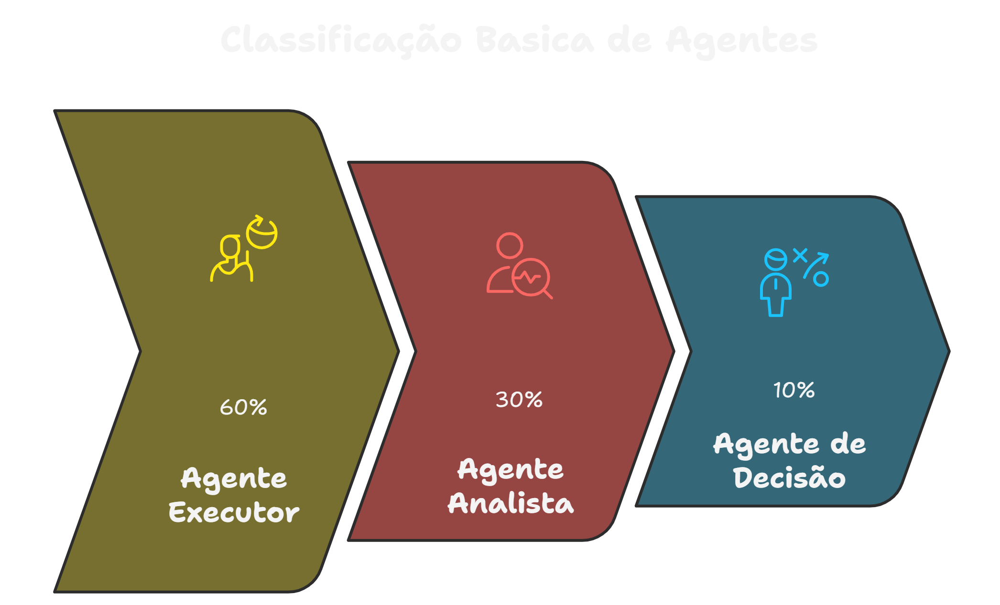 Classificação Basica de Agentes
60%
Agente
Executor
30%
Agente
Analista
10%
Agente de
Decisão